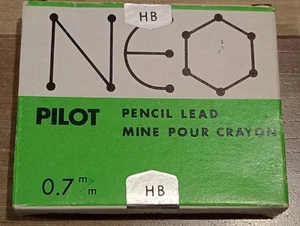 HB
NEO
PILOT PENCIL LEAD
MINE POUR CRAYON
0.7 m/m
HB